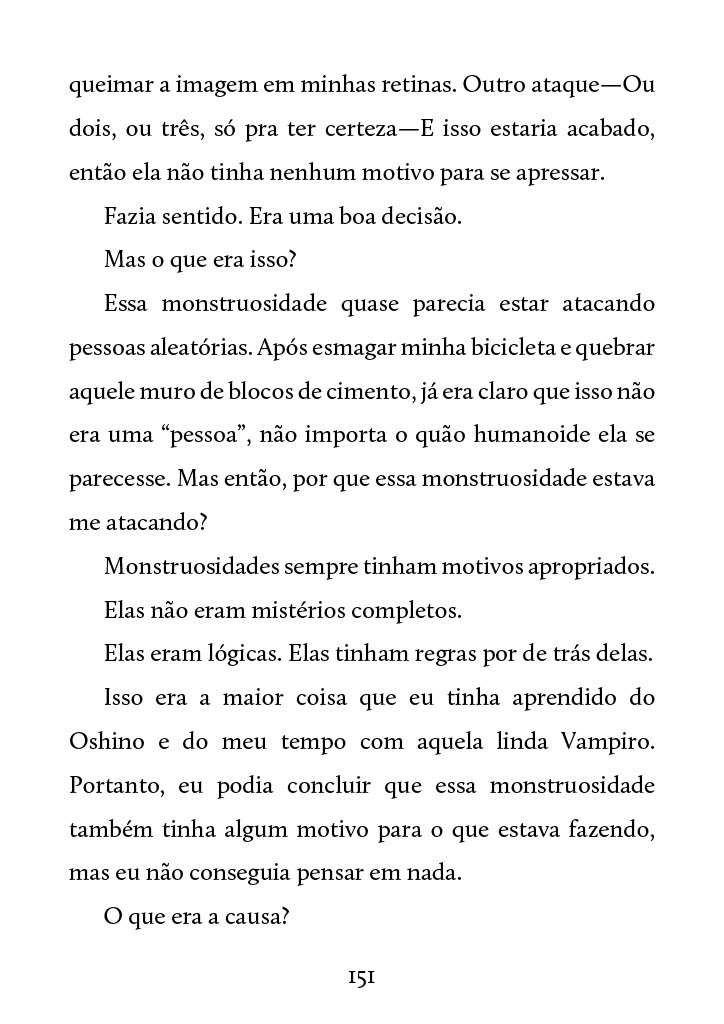 queimar a imagem em minhas retinas. Outro ataque—Ou
dois, ou três, só pra ter certeza—E isso estaria acabado,
então ela não tinha nenhum motivo para se apressar.
Fazia sentido. Era uma boa decisão.
Mas o que era isso?
Essa monstruosidade quase parecia estar atacando
pessoas aleatórias. Após esmagar minha bicicleta e quebrar
aquele muro de blocos de cimento, já era claro que isso não
era uma “pessoa”, não importa o quão humanoide ela se
parecesse. Mas então, por que essa monstruosidade estava
me atacando?
Monstruosidades sempre tinham motivos apropriados.
Elas não eram mistérios completos.
Elas eram lógicas. Elas tinham regras por de trás delas.
Isso era a maior coisa que eu tinha aprendido do
Oshino e do meu tempo com aquela linda Vampiro.
Portanto, eu podia concluir que essa monstruosidade
também tinha algum motivo para o que estava fazendo,
mas eu não conseguia pensar em nada.
O que era a causa?
151